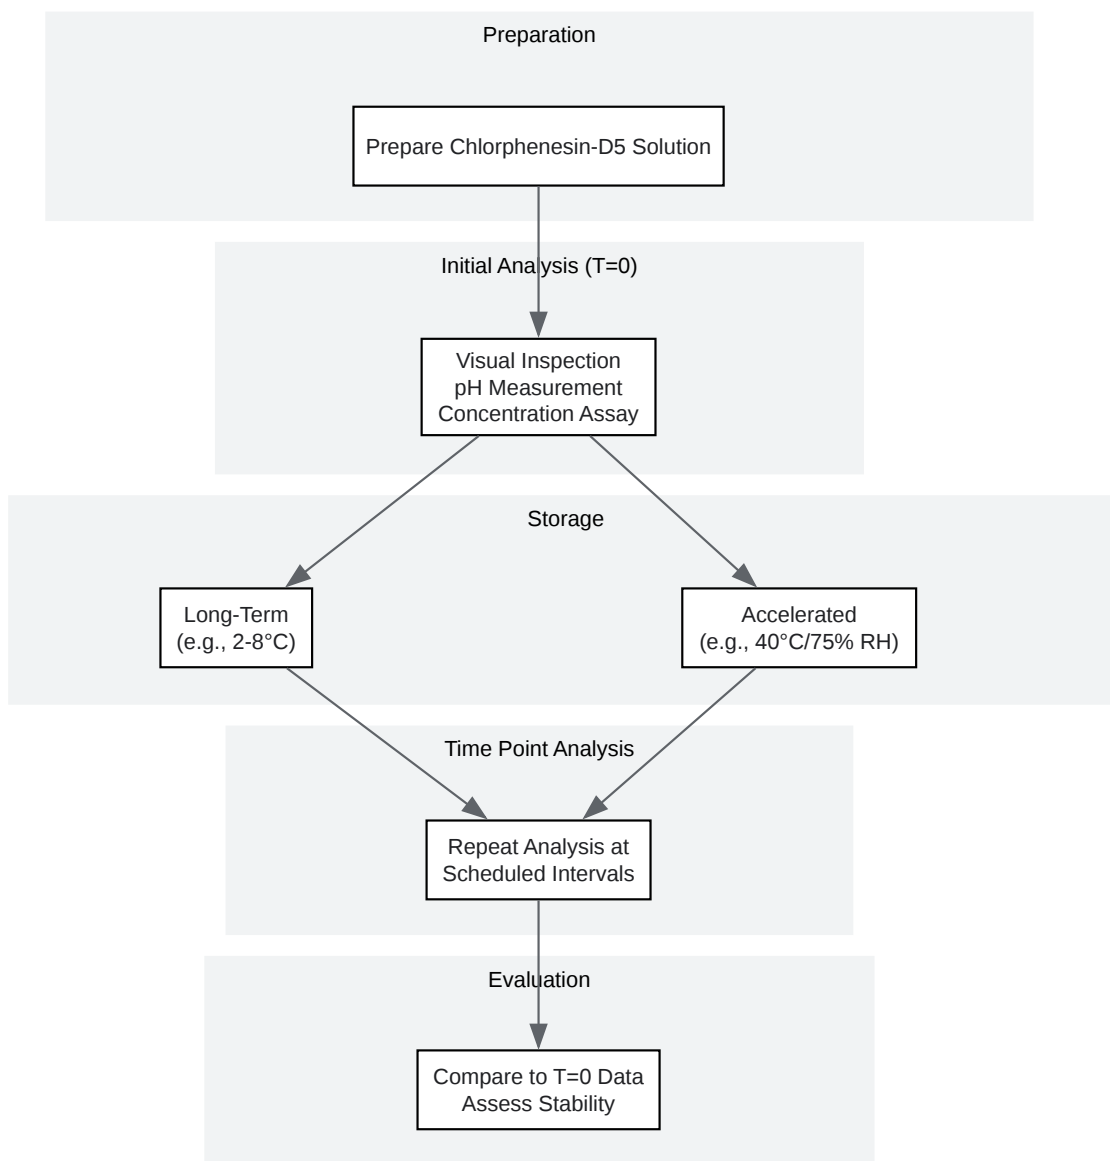 Preparation
Prepare Chlorphenesin-D5 Solution
Initial Analysis (T=0)
Visual Inspection
pH Measurement
Concentration Assay
Storage
Long-Term
(e.g., 2-8°C)
Accelerated
(e.g., 40°C/75% RH)
Time Point Analysis
Repeat Analysis at
Scheduled Intervals
Evaluation
Compare to T=0 Data
Assess Stability